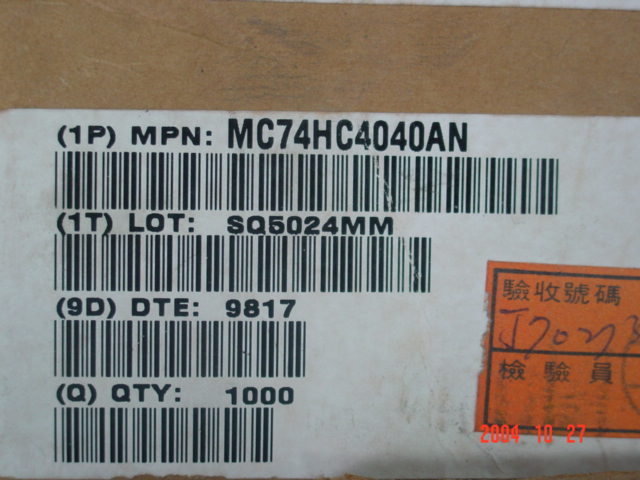 (1P) MPN: MC74HC4040AN
(1T) LOT: SQ5024MM
(9D) DTE: 9817
(Q) QTY: 1000
驗收號碼
檢驗員
2004 10 27